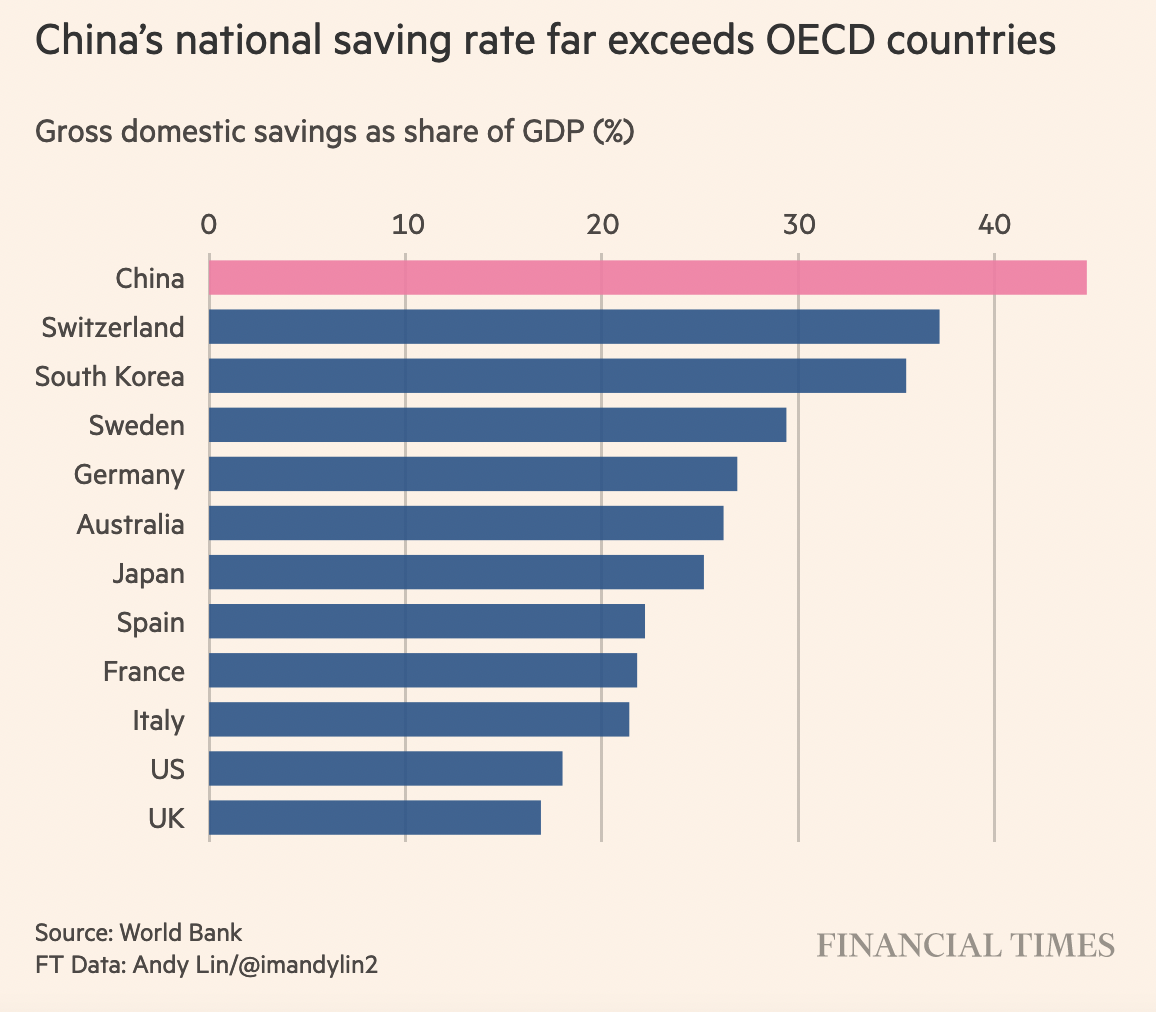 China’s national saving rate far exceeds OECD countries
Gross domestic savings as share of GDP (%)
0 10 20 30 40
China
Switzerland
South Korea
Sweden
Germany
Australia
Japan
Spain
France
Italy
US
UK
Source: World Bank
FT Data: Andy Lin/@imandylin2
FINANCIAL TIMES